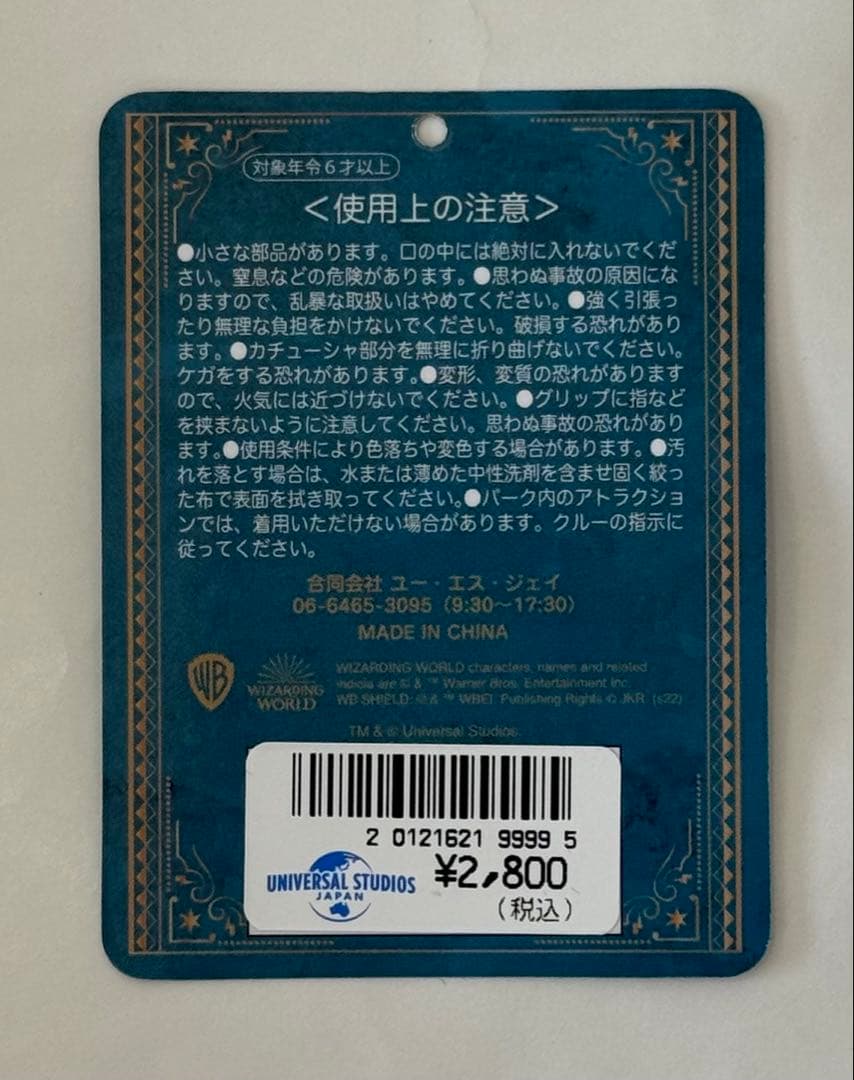 対象年令6才以上
＜使用上の注意＞
●小さな部品があります。口の中には絶対に入れないでくだ
さい。窒息などの危険があります。●思わぬ事故の原因にな
りますので、乱暴な取扱いはやめてください。●強く引張っ
たり無理な負担をかけないでください。破損する恐れがあり
ます。●カチューシャ部分を無理に折り曲げないでください。
ケガをする恐れがあります。●変形、変質の恐れがあります
ので、火気には近づけないでください。●グリップに指など
を挟まないように注意してください。思わぬ事故の恐れがあり
ます。●使用条件により色落ちや変色する場合があります。●汚
れを落とす場合は、水または薄めた中性洗剤を含ませ固く絞っ
た布で表面を拭き取ってください。●パーク内のアトラクショ
ンでは、着用いただけない場合があります。クルーの指示に
従ってください。
合同会社 ユー・エス・ジェイ
06-6465-3095（9:30～17:30）
MADE IN CHINA
WB
WIZARDING
WORLD
WIZARDING WORLD characters, names and related
indicia are © & ™ Warner Bros. Entertainment Inc.
WB SHIELD: © & ™ WBEI. Publishing Rights © JKR. (s22)
TM & © Universal Studios.
2 0121621 9999 5
¥2,800
(税込)
UNIVERSAL STUDIOS
JAPAN